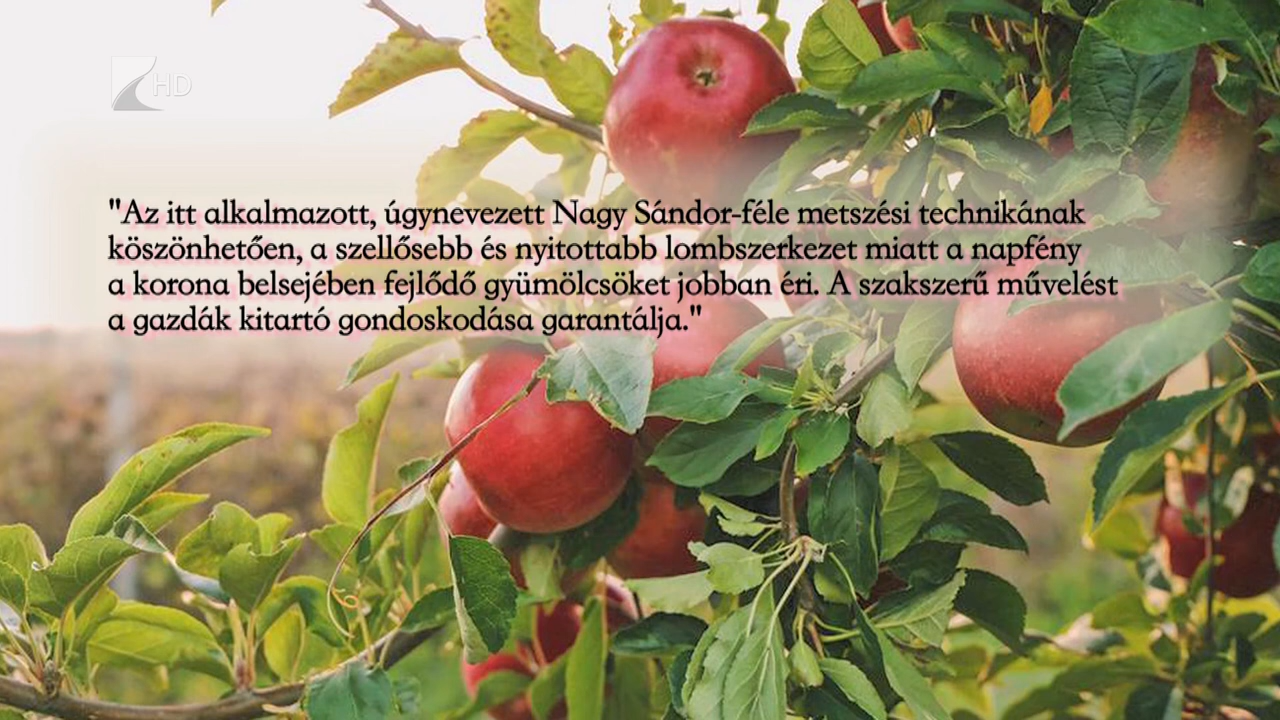 HD
"Az itt alkalmazott, úgynevezett Nagy Sándor-féle metszési technikának
köszönhetően, a szellősebb és nyitottabb lombszerkezet miatt a napfény
a korona belsejében fejlődő gyümölcsöket jobban éri. A szakszerű művelést
a gazdák kitartó gondoskodása garantálja."